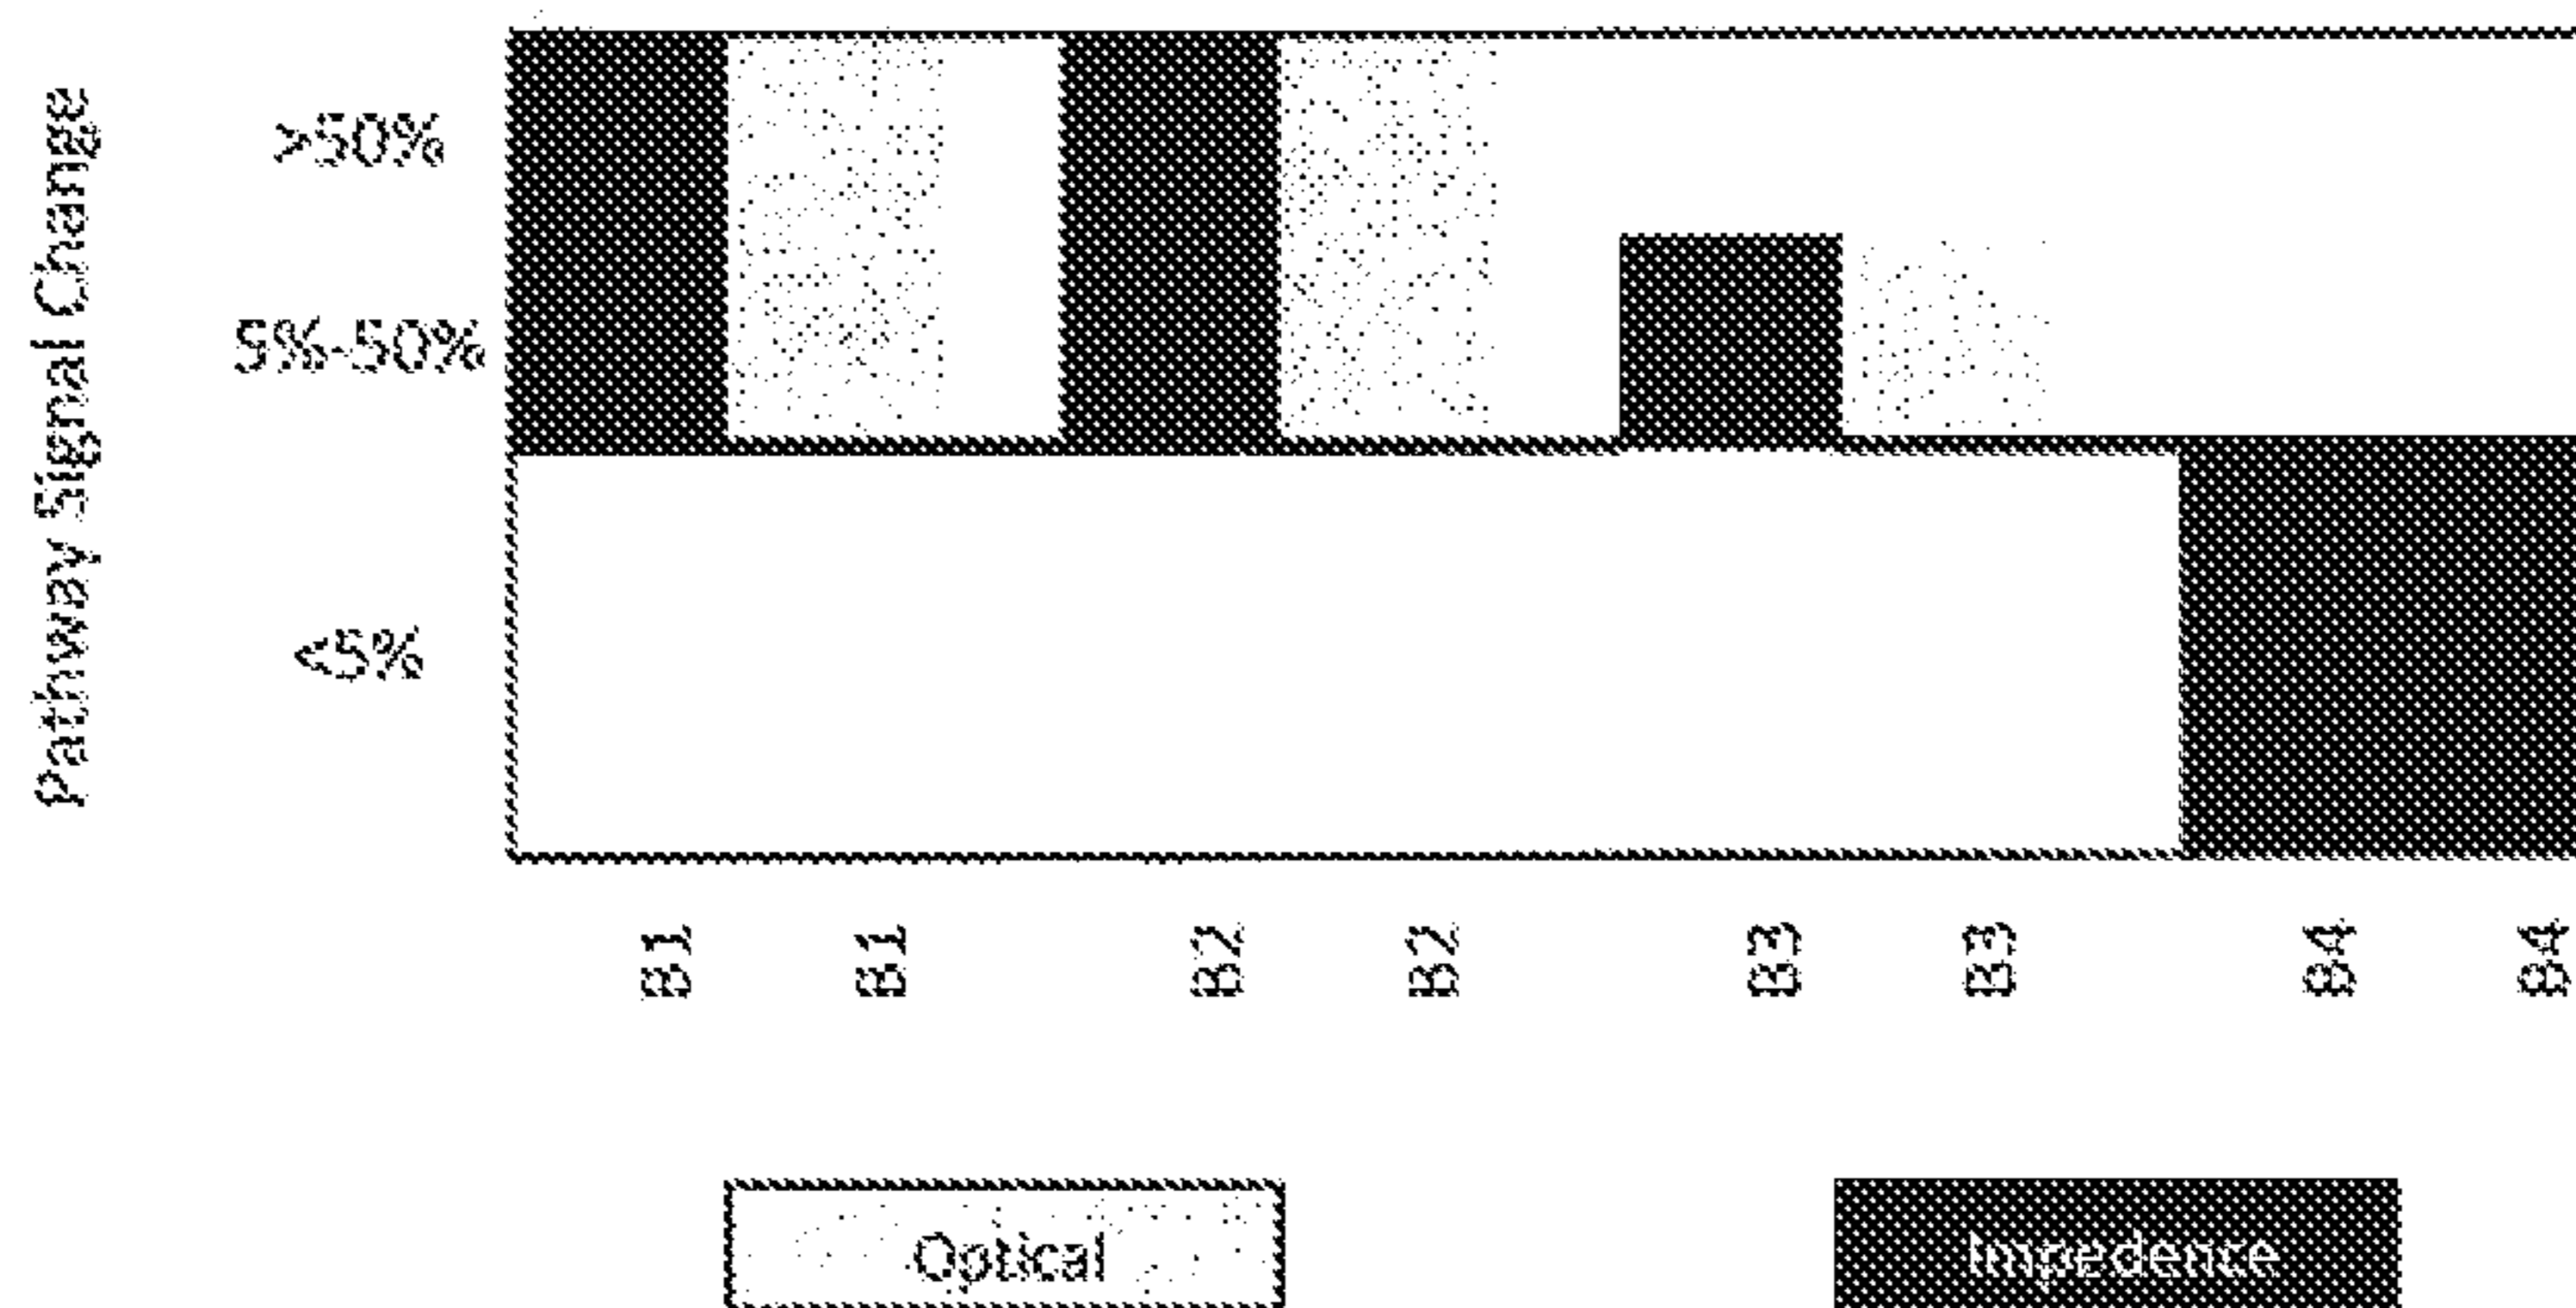 Pathway Signal Change
>50%
5%-50%
<5%
B1 B1 B2 B2 B3 B3 B4 B4
Optical Impedence